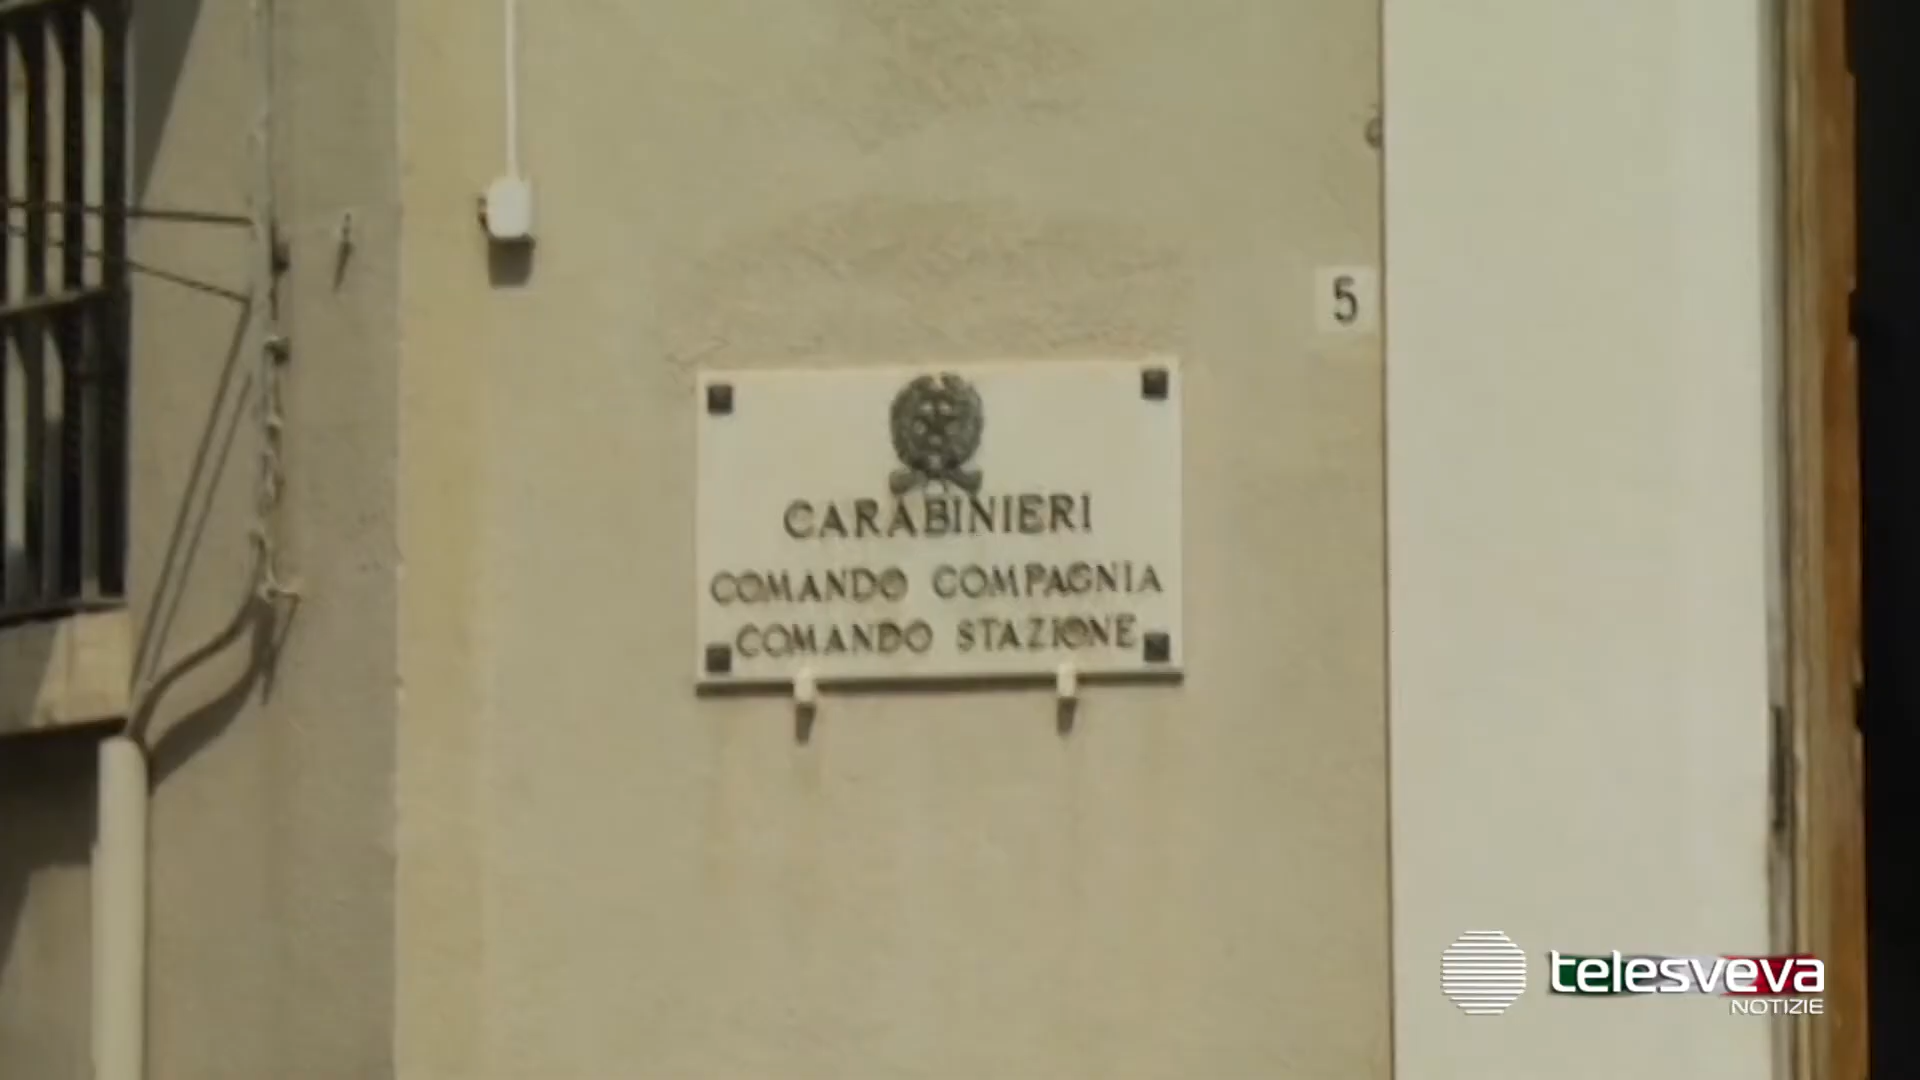 5
CARABINIERI
COMANDO COMPAGNIA
COMANDO STAZIONE
telesveva
NOTIZIE